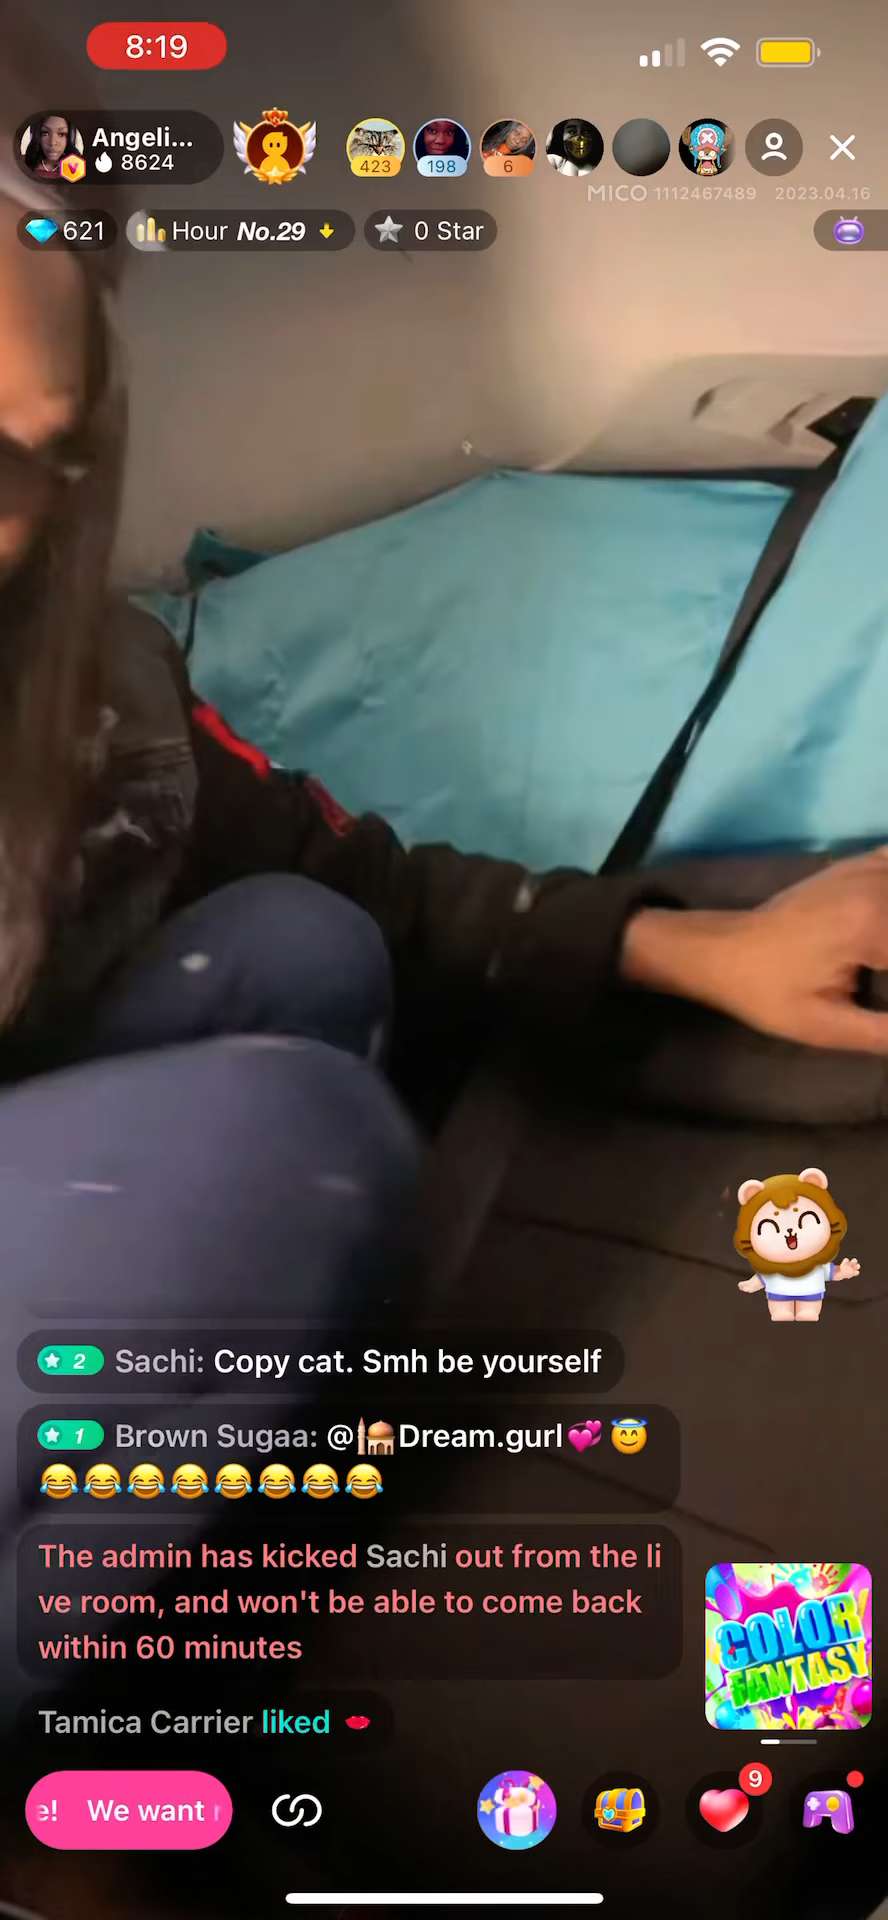 8:19
Angeli...
8624
423
198
6
MICO 1112467489 2023.04.16
621
Hour No.29
0 Star
2 Sachi: Copy cat. Smh be yourself
1 Brown Sugaa: @🕌Dream.gurl💞😇
😂😂😂😂😂😂😂😂
The admin has kicked Sachi out from the li
ve room, and won't be able to come back
within 60 minutes
Tamica Carrier liked 💋
COLOR
FANTASY
e! We want
9